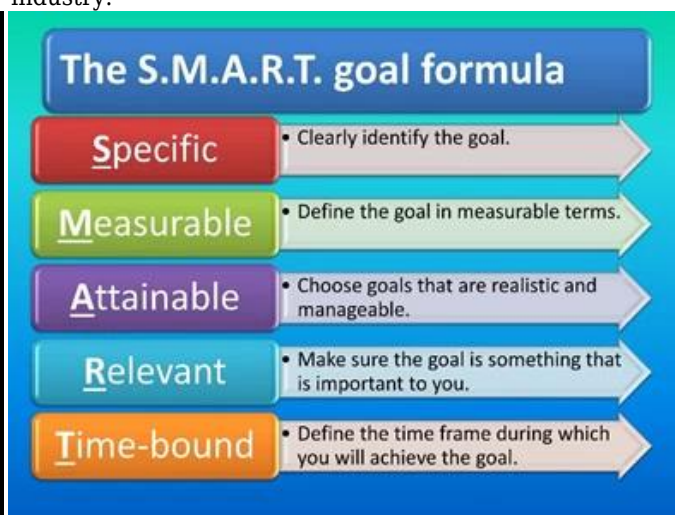 industry.
The S.M.A.R.T. goal formula
Specific
• Clearly identify the goal.
Measurable
• Define the goal in measurable terms.
Attainable
• Choose goals that are realistic and
manageable.
Relevant
• Make sure the goal is something that
is important to you.
Time-bound
• Define the time frame during which
you will achieve the goal.